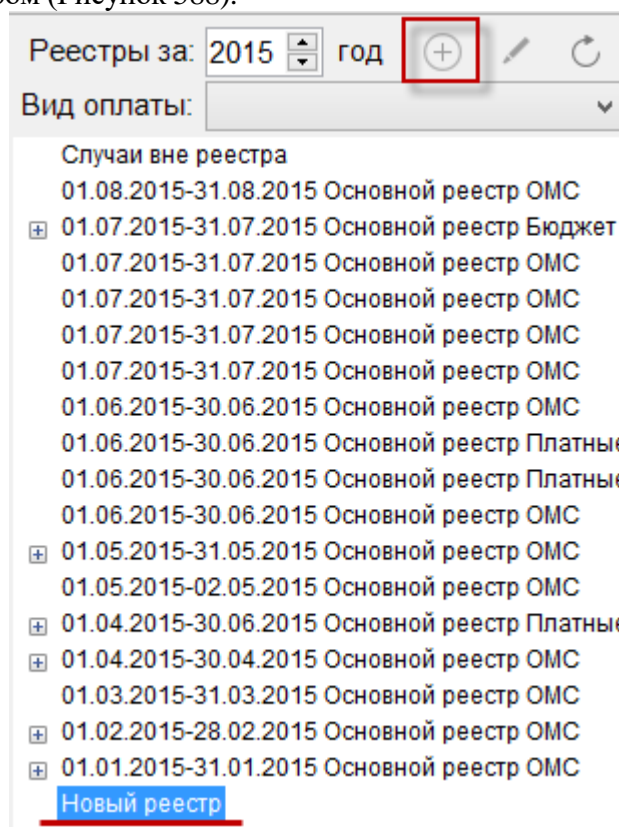 ром (Рисунок 388).
Реестры за: 2015 год
Вид оплаты:
Случаи вне реестра
01.08.2015-31.08.2015 Основной реестр ОМС
01.07.2015-31.07.2015 Основной реестр Бюджет
01.07.2015-31.07.2015 Основной реестр ОМС
01.07.2015-31.07.2015 Основной реестр ОМС
01.07.2015-31.07.2015 Основной реестр ОМС
01.07.2015-31.07.2015 Основной реестр ОМС
01.06.2015-30.06.2015 Основной реестр ОМС
01.06.2015-30.06.2015 Основной реестр Платные
01.06.2015-30.06.2015 Основной реестр Платные
01.06.2015-30.06.2015 Основной реестр ОМС
01.05.2015-31.05.2015 Основной реестр ОМС
01.05.2015-02.05.2015 Основной реестр ОМС
01.04.2015-30.06.2015 Основной реестр Платные
01.04.2015-30.04.2015 Основной реестр ОМС
01.03.2015-31.03.2015 Основной реестр ОМС
01.02.2015-28.02.2015 Основной реестр ОМС
01.01.2015-31.01.2015 Основной реестр ОМС
Новый реестр